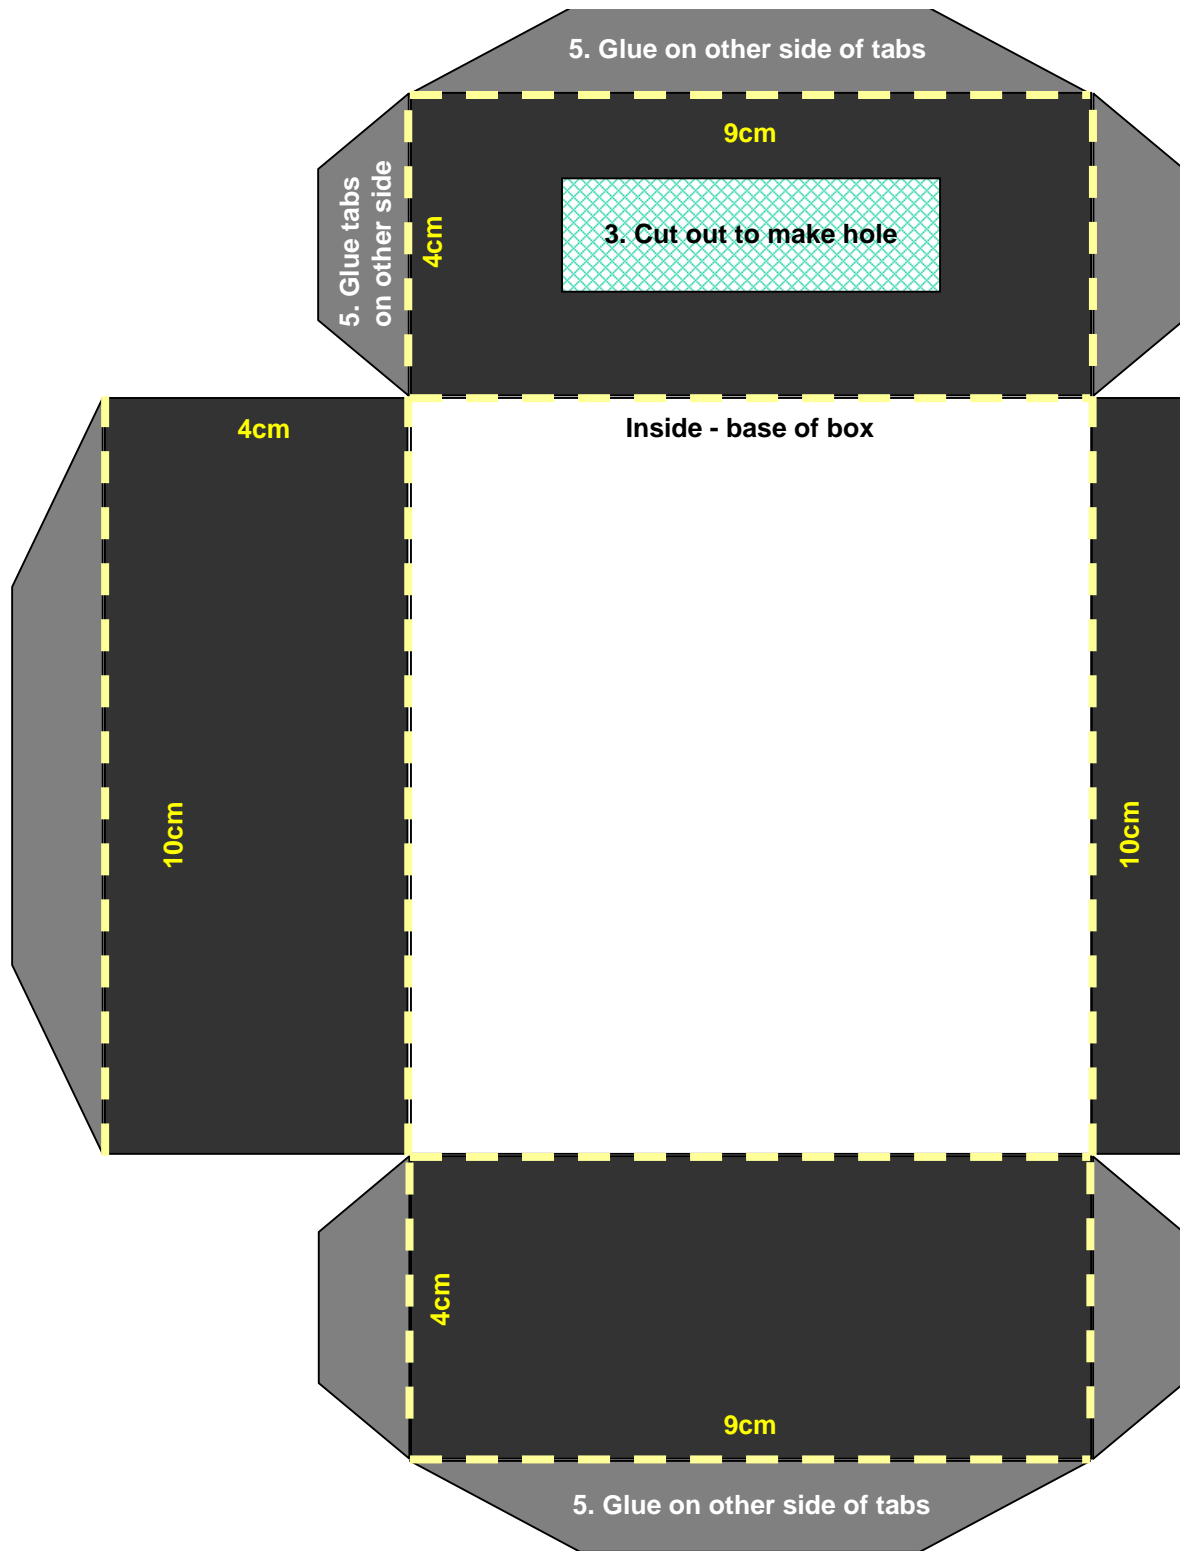 5. Glue on other side of tabs
9cm
5. Glue tabs
on other side
4cm
3. Cut out to make hole
4cm
Inside - base of box
10cm
10cm
4cm
9cm
5. Glue on other side of tabs